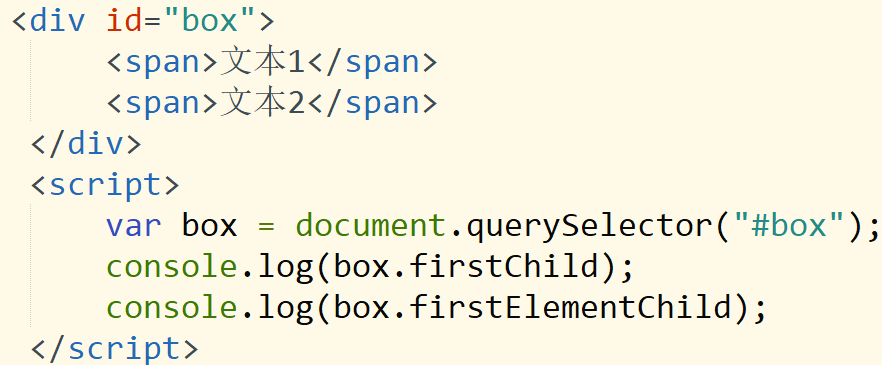 <div id="box">
<span>文本1</span>
<span>文本2</span>
</div>
<script>
var box = document.querySelector("#box");
console.log(box.firstChild);
console.log(box.firstElementChild);
</script>